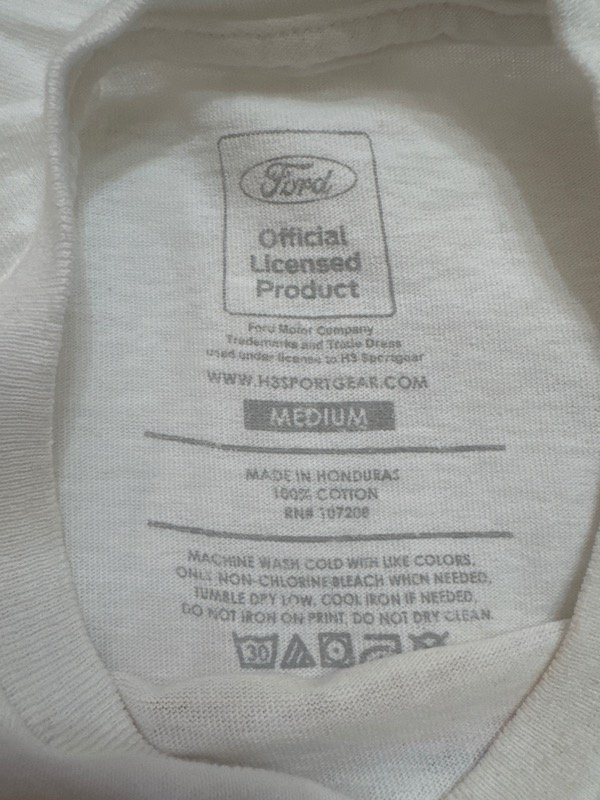 Ford
Official
Licensed
Product
Ford Motor Company
Trademarks and Trade Dress
used under license to H3 Sportgear
WWW.H3SPORTGEAR.COM
MEDIUM
MADE IN HONDURAS
100% COTTON
RN# 107208
MACHINE WASH COLD WITH LIKE COLORS,
ONLY NON-CHLORINE BLEACH WHEN NEEDED,
TUMBLE DRY LOW, COOL IRON IF NEEDED,
DO NOT IRON ON PRINT, DO NOT DRY CLEAN.
30